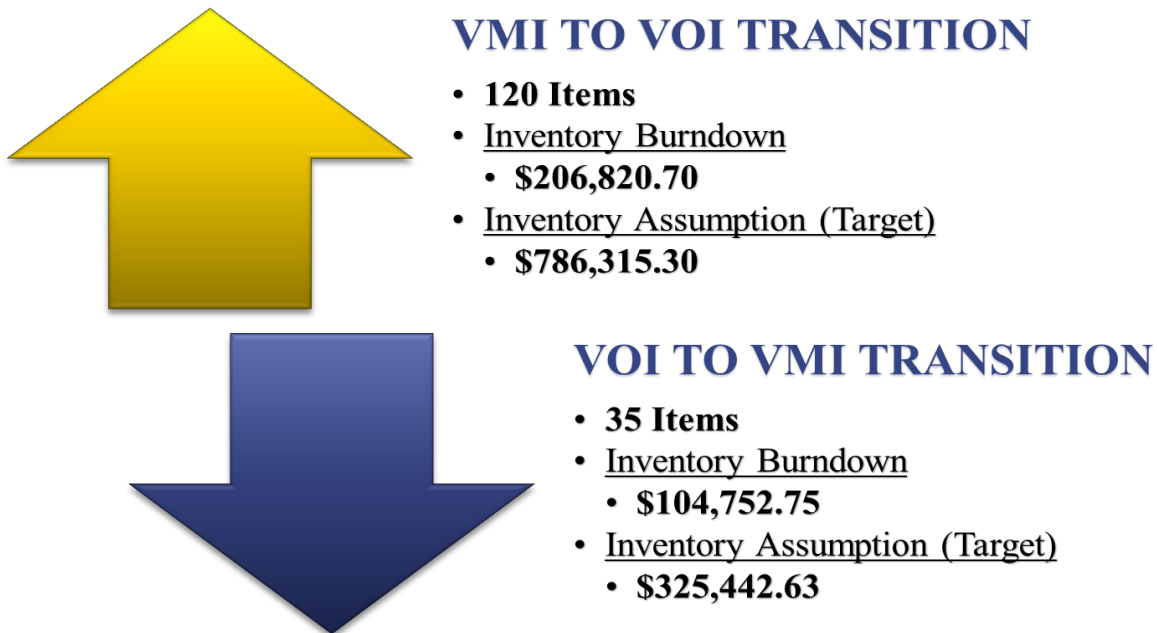 VMI TO VOI TRANSITION
• 120 Items
• Inventory Burndown
• $206,820.70
• Inventory Assumption (Target)
• $786,315.30
VOI TO VMI TRANSITION
• 35 Items
• Inventory Burndown
• $104,752.75
• Inventory Assumption (Target)
• $325,442.63